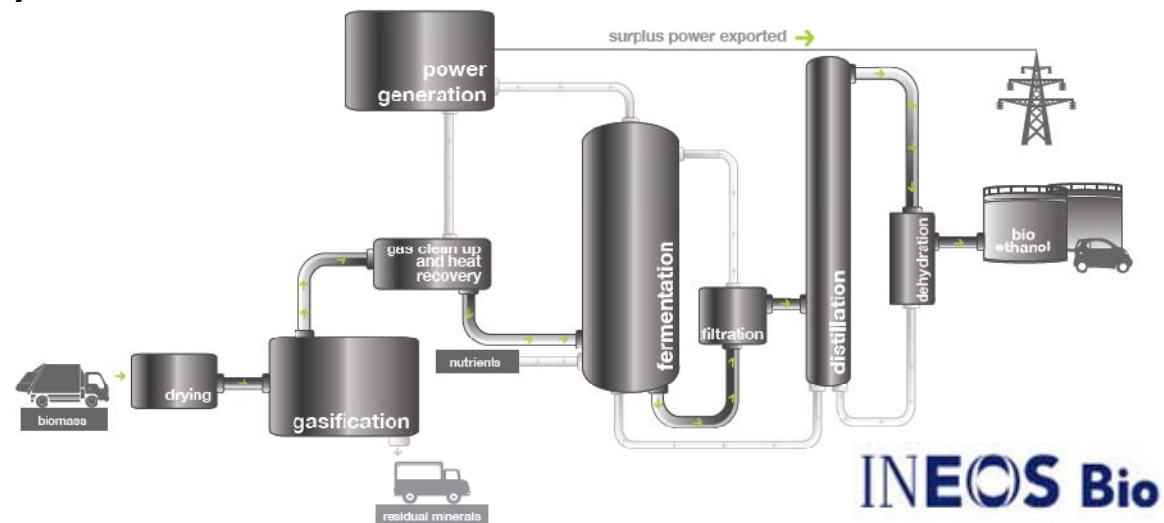 surplus power exported
power
generation
gas clean up
and heat
recovery
fermentation
distillation
dehydration
bio
ethanol
filtration
nutrients
drying
gasification
biomass
residual minerals
INEOS Bio